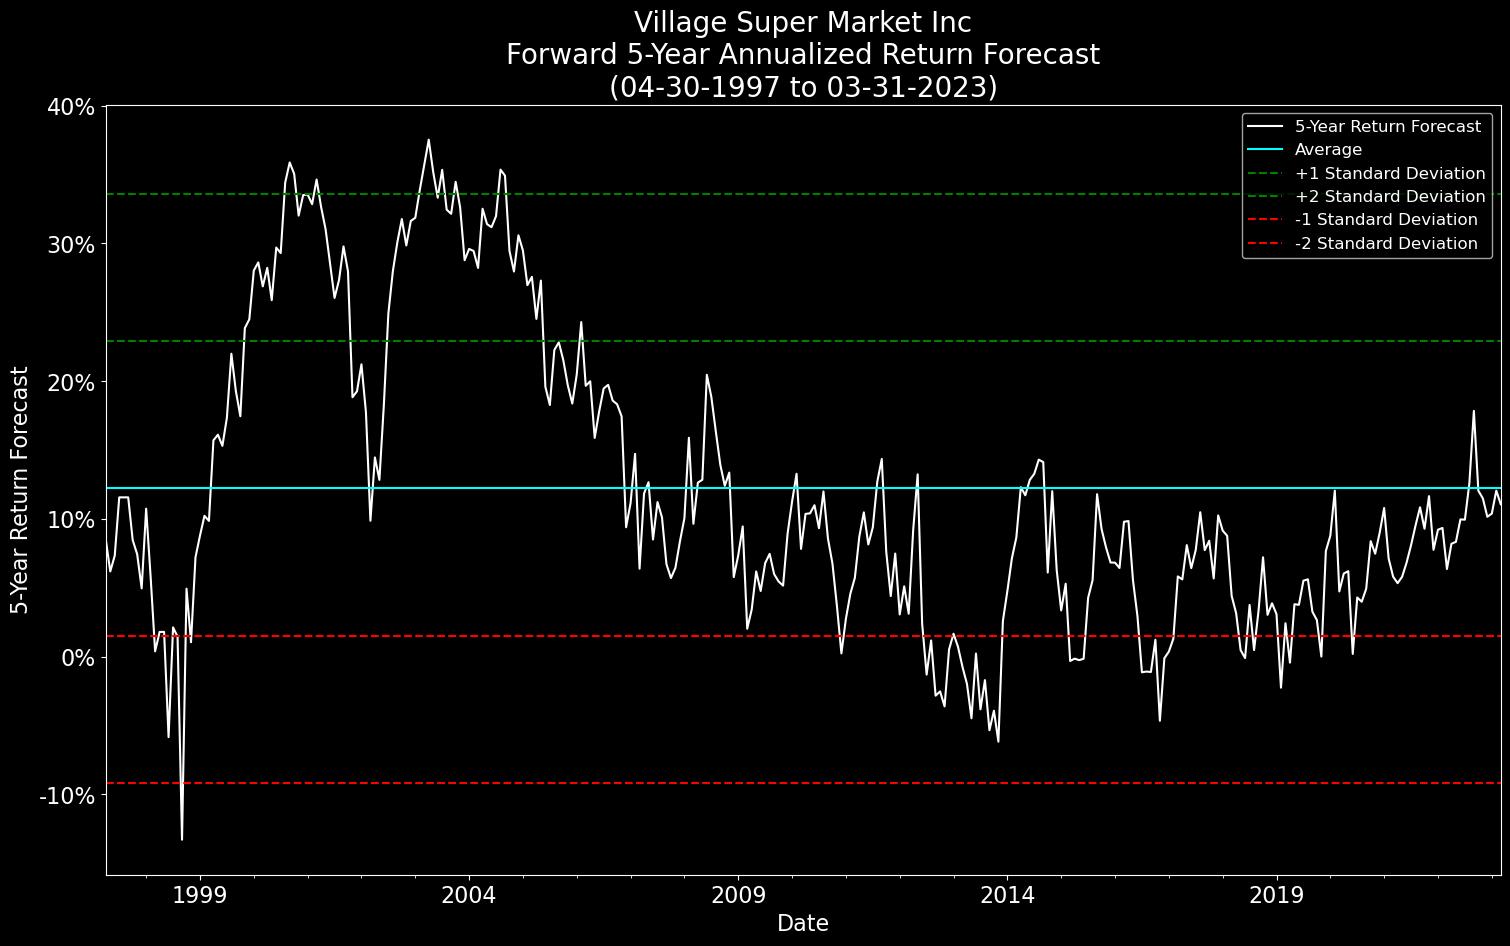 Village Super Market Inc
Forward 5-Year Annualized Return Forecast
(04-30-1997 to 03-31-2023)
5-Year Return Forecast
40%
30%
20%
10%
0%
-10%
5-Year Return Forecast
Average
+1 Standard Deviation
+2 Standard Deviation
-1 Standard Deviation
-2 Standard Deviation
1999
2004
2009
2014
2019
Date